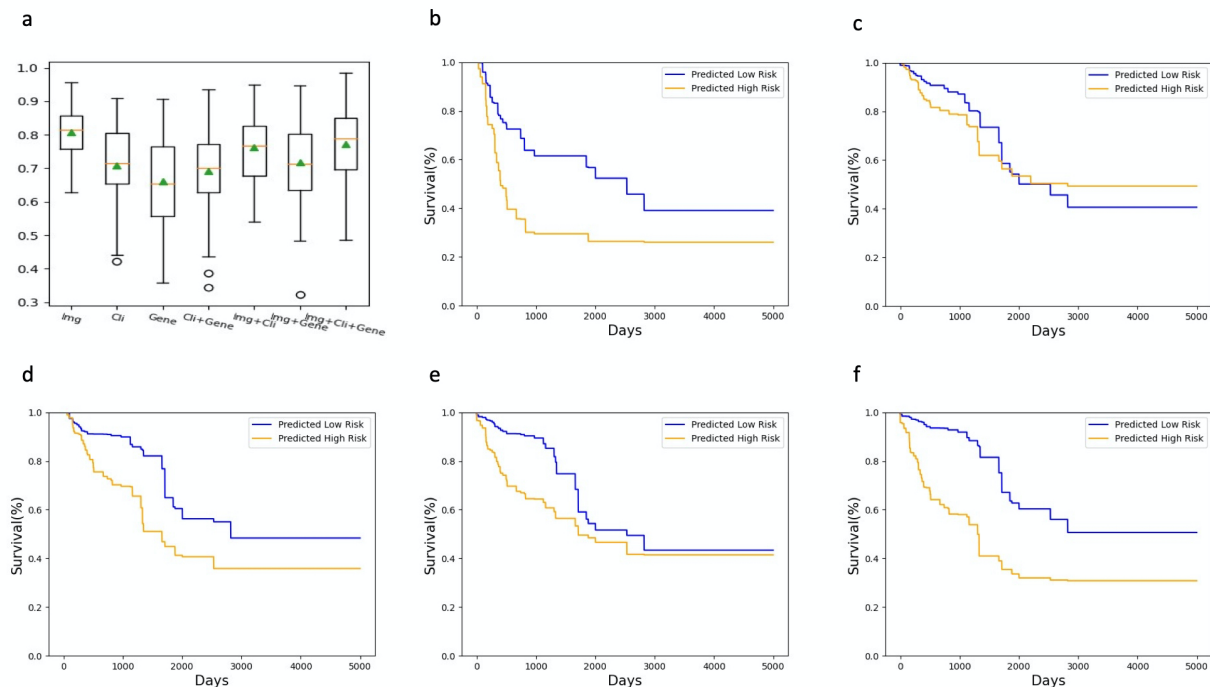 a
1.0
0.9
0.8
0.7
0.6
0.5
0.4
0.3
Img
Cli
Gene
Cli+Gene
Img+Cli
Img+Gene
Img+Cli+Gene
b
Survival(%)
1.0
0.8
0.6
0.4
0.2
0.0
Predicted Low Risk
Predicted High Risk
0 1000 2000 3000 4000 5000
Days
c
Survival(%)
1.0
0.8
0.6
0.4
0.2
0.0
Predicted Low Risk
Predicted High Risk
0 1000 2000 3000 4000 5000
Days
d
Survival(%)
1.0
0.8
0.6
0.4
0.2
0.0
Predicted Low Risk
Predicted High Risk
0 1000 2000 3000 4000 5000
Days
e
Survival(%)
1.0
0.8
0.6
0.4
0.2
0.0
Predicted Low Risk
Predicted High Risk
0 1000 2000 3000 4000 5000
Days
f
Survival(%)
1.0
0.8
0.6
0.4
0.2
0.0
Predicted Low Risk
Predicted High Risk
0 1000 2000 3000 4000 5000
Days